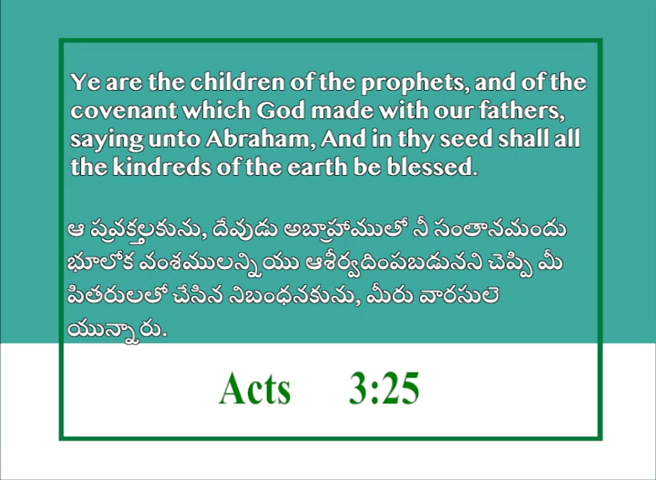 Ye are the children of the prophets, and of the
covenant which God made with our fathers,
saying unto Abraham, And in thy seed shall all
the kindreds of the earth be blessed.
ఆ ప్రవక్తలకును, దేవుడు అబ్రాహాముతో నీ సంతానమందు
భూలోక వంశములన్నియు ఆశీర్వదింపబడునని చెప్పి మీ
పితరులతో చేసిన నిబంధనకును, మీరు వారసులె
యున్నారు.
Acts 3:25